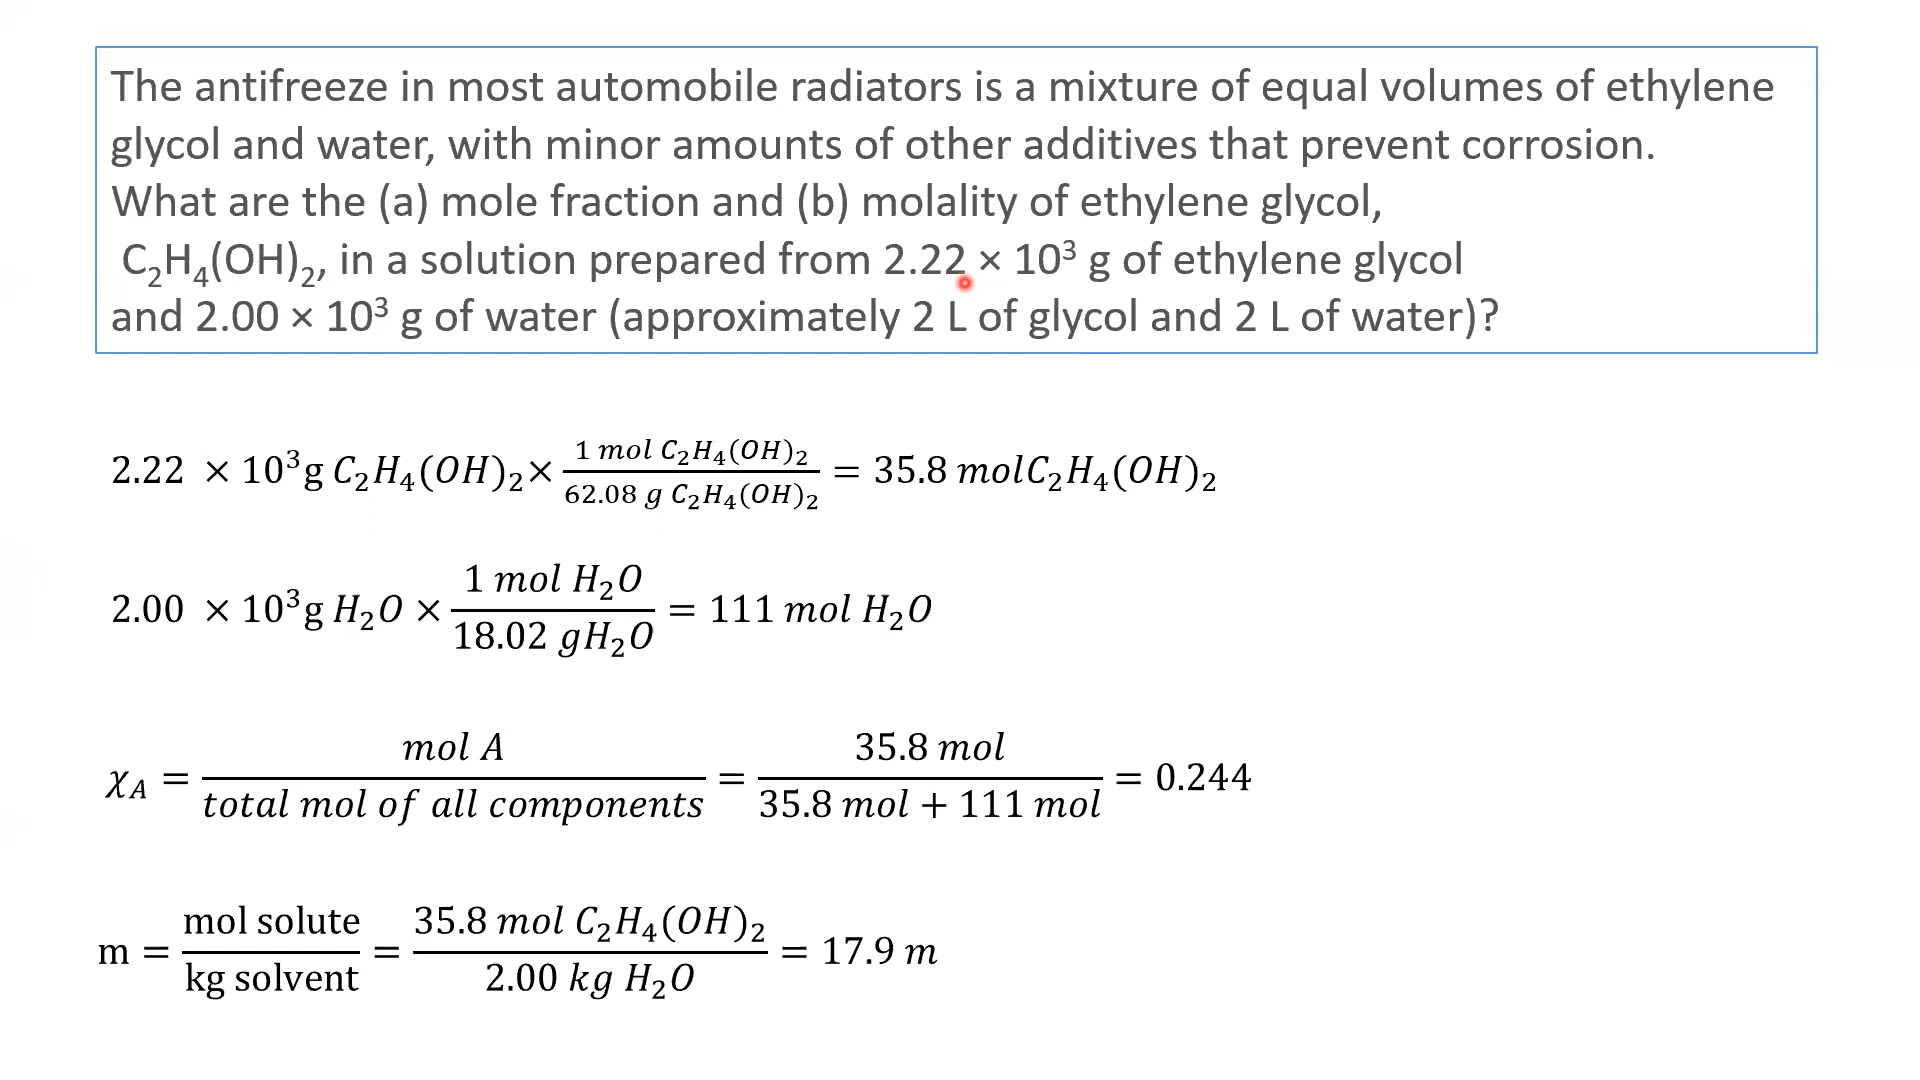 The antifreeze in most automobile radiators is a mixture of equal volumes of ethylene
glycol and water, with minor amounts of other additives that prevent corrosion.
What are the (a) mole fraction and (b) molality of ethylene glycol,
C₂H₄(OH)₂, in a solution prepared from 2.22 × 10³ g of ethylene glycol
and 2.00 × 10³ g of water (approximately 2 L of glycol and 2 L of water)?
2.22 × 10³g C₂H₄(OH)₂ × (1 mol C₂H₄(OH)₂)/(62.08 g C₂H₄(OH)₂) = 35.8 molC₂H₄(OH)₂
2.00 × 10³g H₂O × (1 mol H₂O)/(18.02 gH₂O) = 111 mol H₂O
χ_A = (mol A)/(total mol of all components) = (35.8 mol)/(35.8 mol + 111 mol) = 0.244
m = (mol solute)/(kg solvent) = (35.8 mol C₂H₄(OH)₂)/(2.00 kg H₂O) = 17.9 m